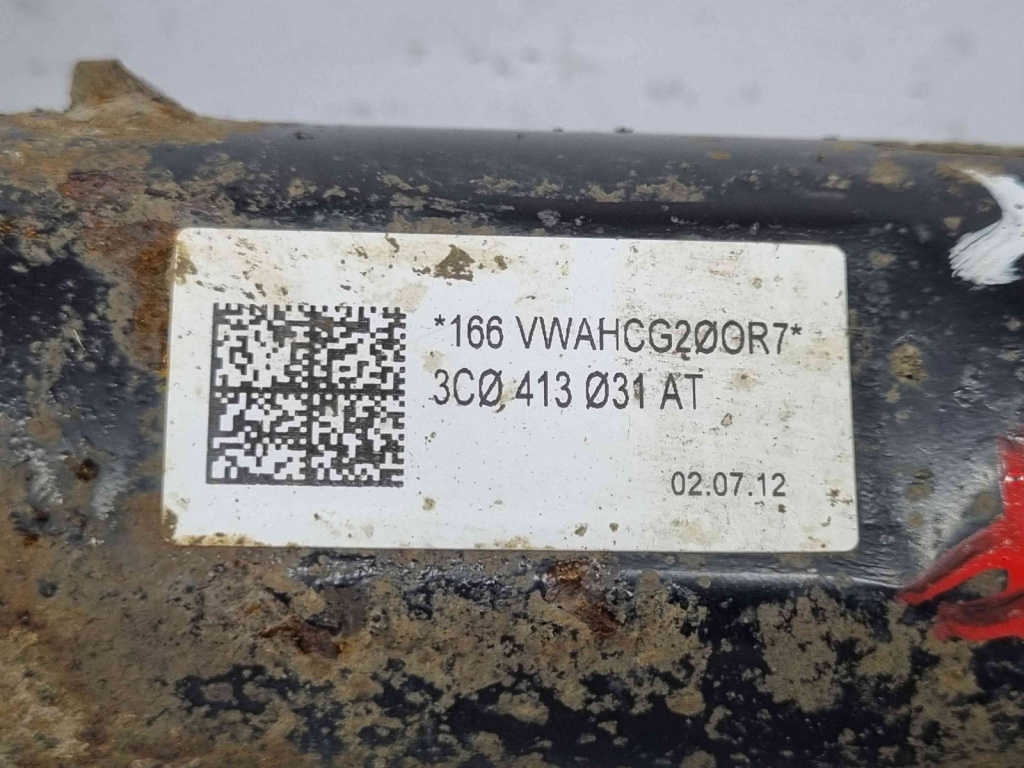 *166 VWAHCG2ØOR7*
3CØ 413 Ø31 AT
02.07.12